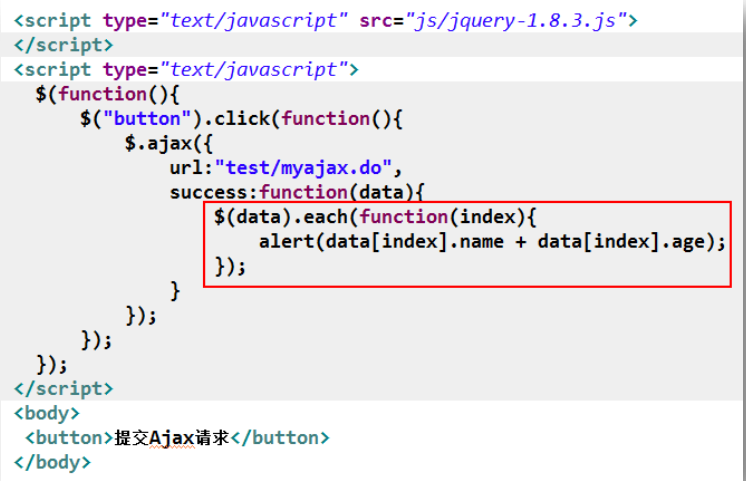 <script type="text/javascript" src="js/jquery-1.8.3.js">
</script>
<script type="text/javascript">
$(function(){
$("button").click(function(){
$.ajax({
url:"test/myajax.do",
success:function(data){
$(data).each(function(index){
alert(data[index].name + data[index].age);
});
}
});
});
});
</script>
<body>
<button>提交Ajax请求</button>
</body>